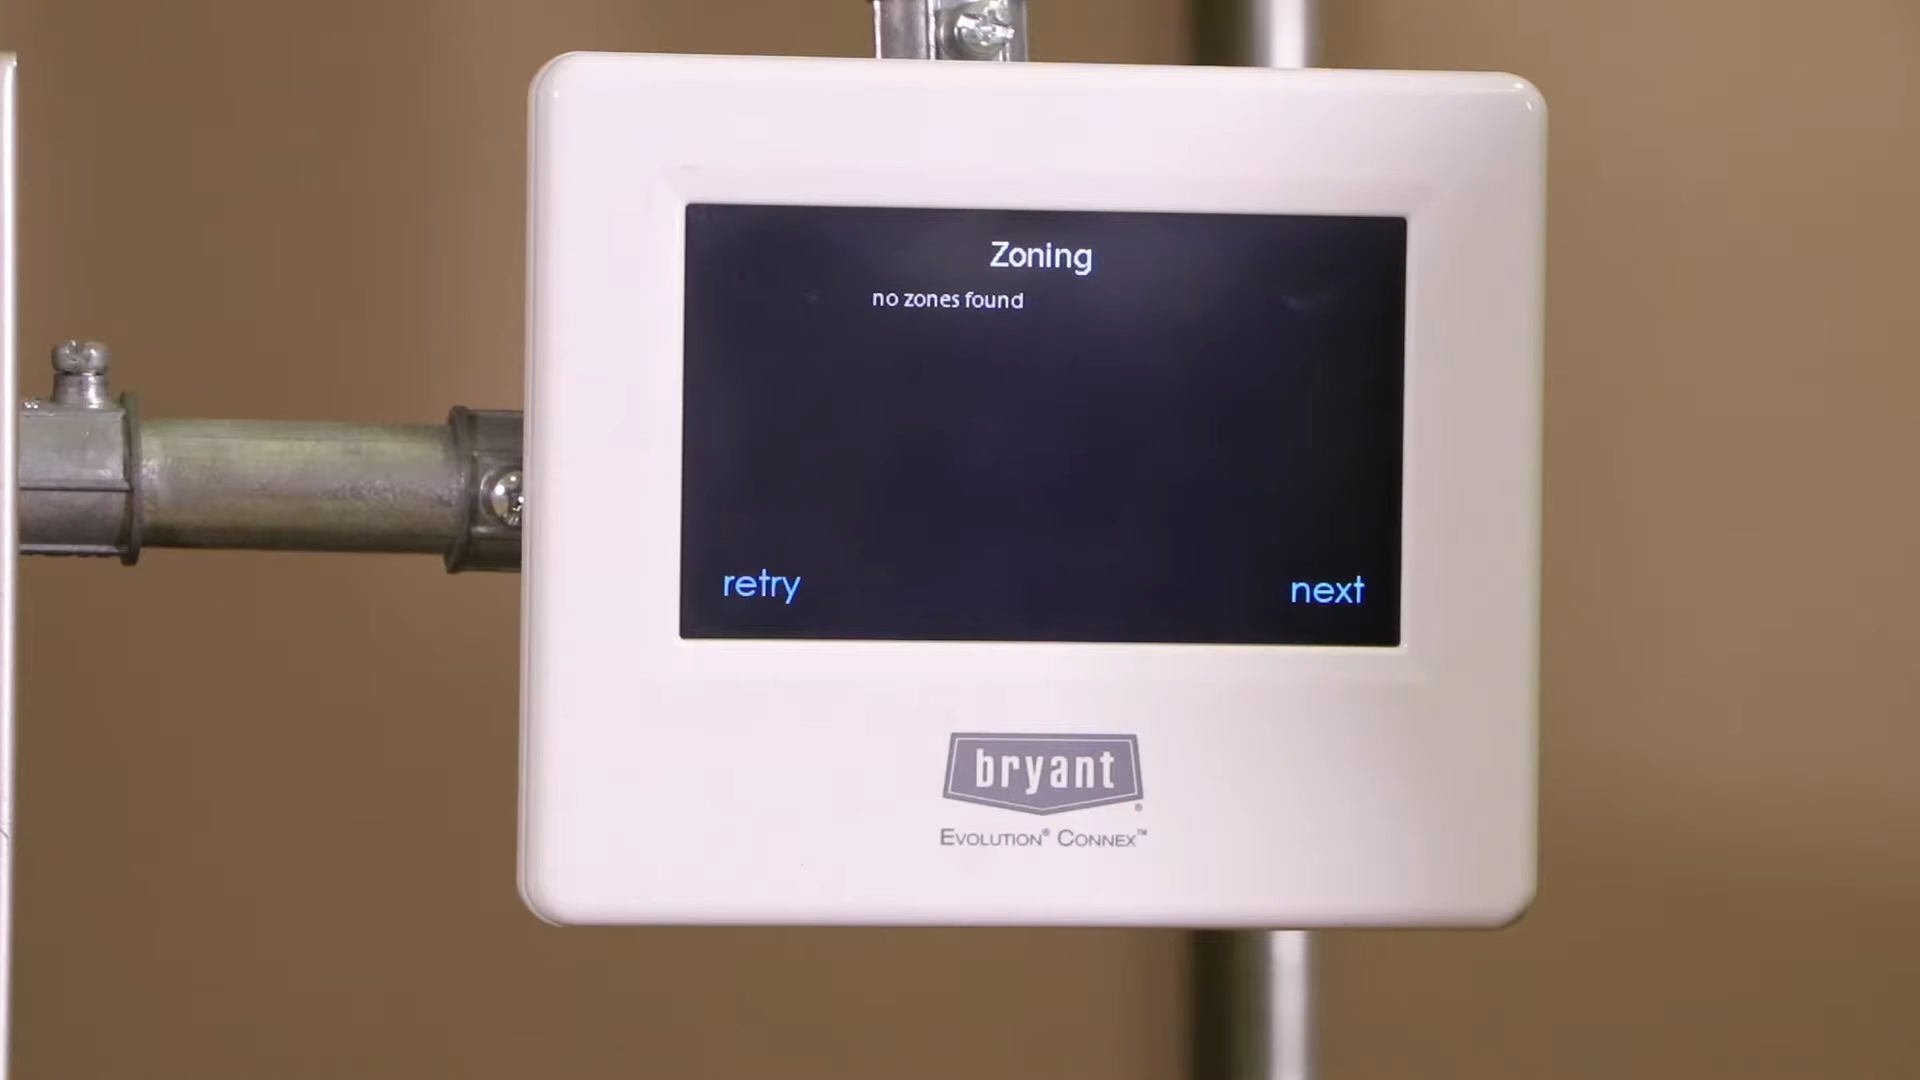 Zoning
no zones found
retry next
bryant®
EVOLUTION® CONNEX™